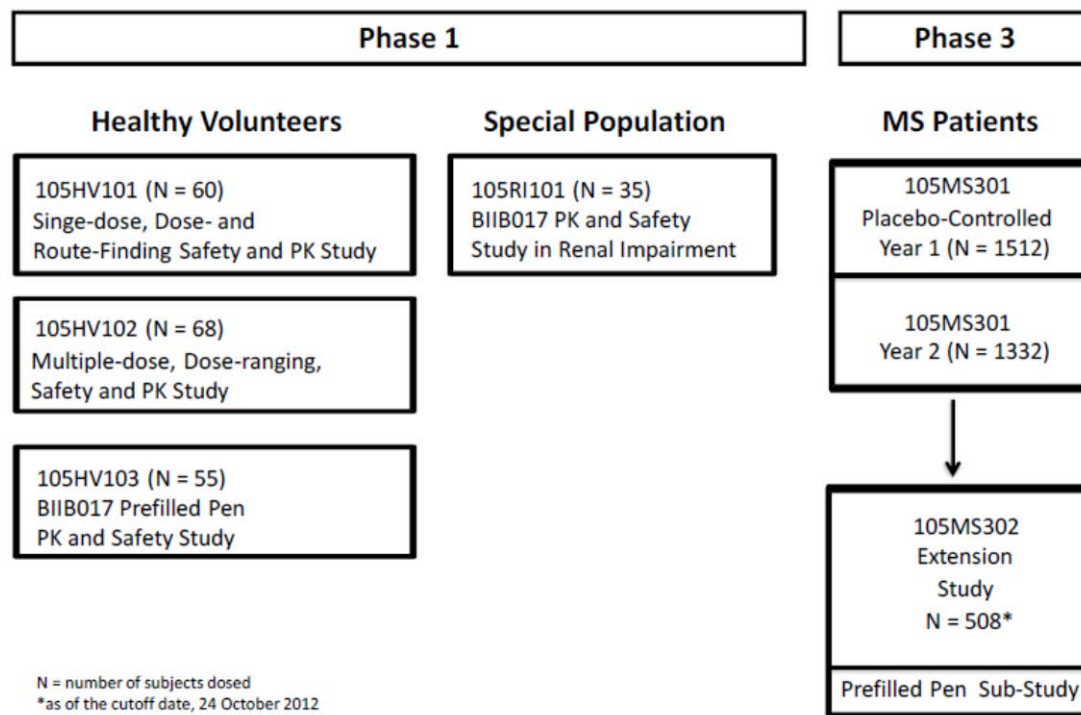 Phase 1
Phase 3
Healthy Volunteers
Special Population
MS Patients
105HV101 (N = 60)
Singe-dose, Dose- and
Route-Finding Safety and PK Study
105HV102 (N = 68)
Multiple-dose, Dose-ranging,
Safety and PK Study
105HV103 (N = 55)
BIIB017 Prefilled Pen
PK and Safety Study
105RI101 (N = 35)
BIIB017 PK and Safety
Study in Renal Impairment
105MS301
Placebo-Controlled
Year 1 (N = 1512)
105MS301
Year 2 (N = 1332)
105MS302
Extension
Study
N = 508*
Prefilled Pen Sub-Study
N = number of subjects dosed
*as of the cutoff date, 24 October 2012